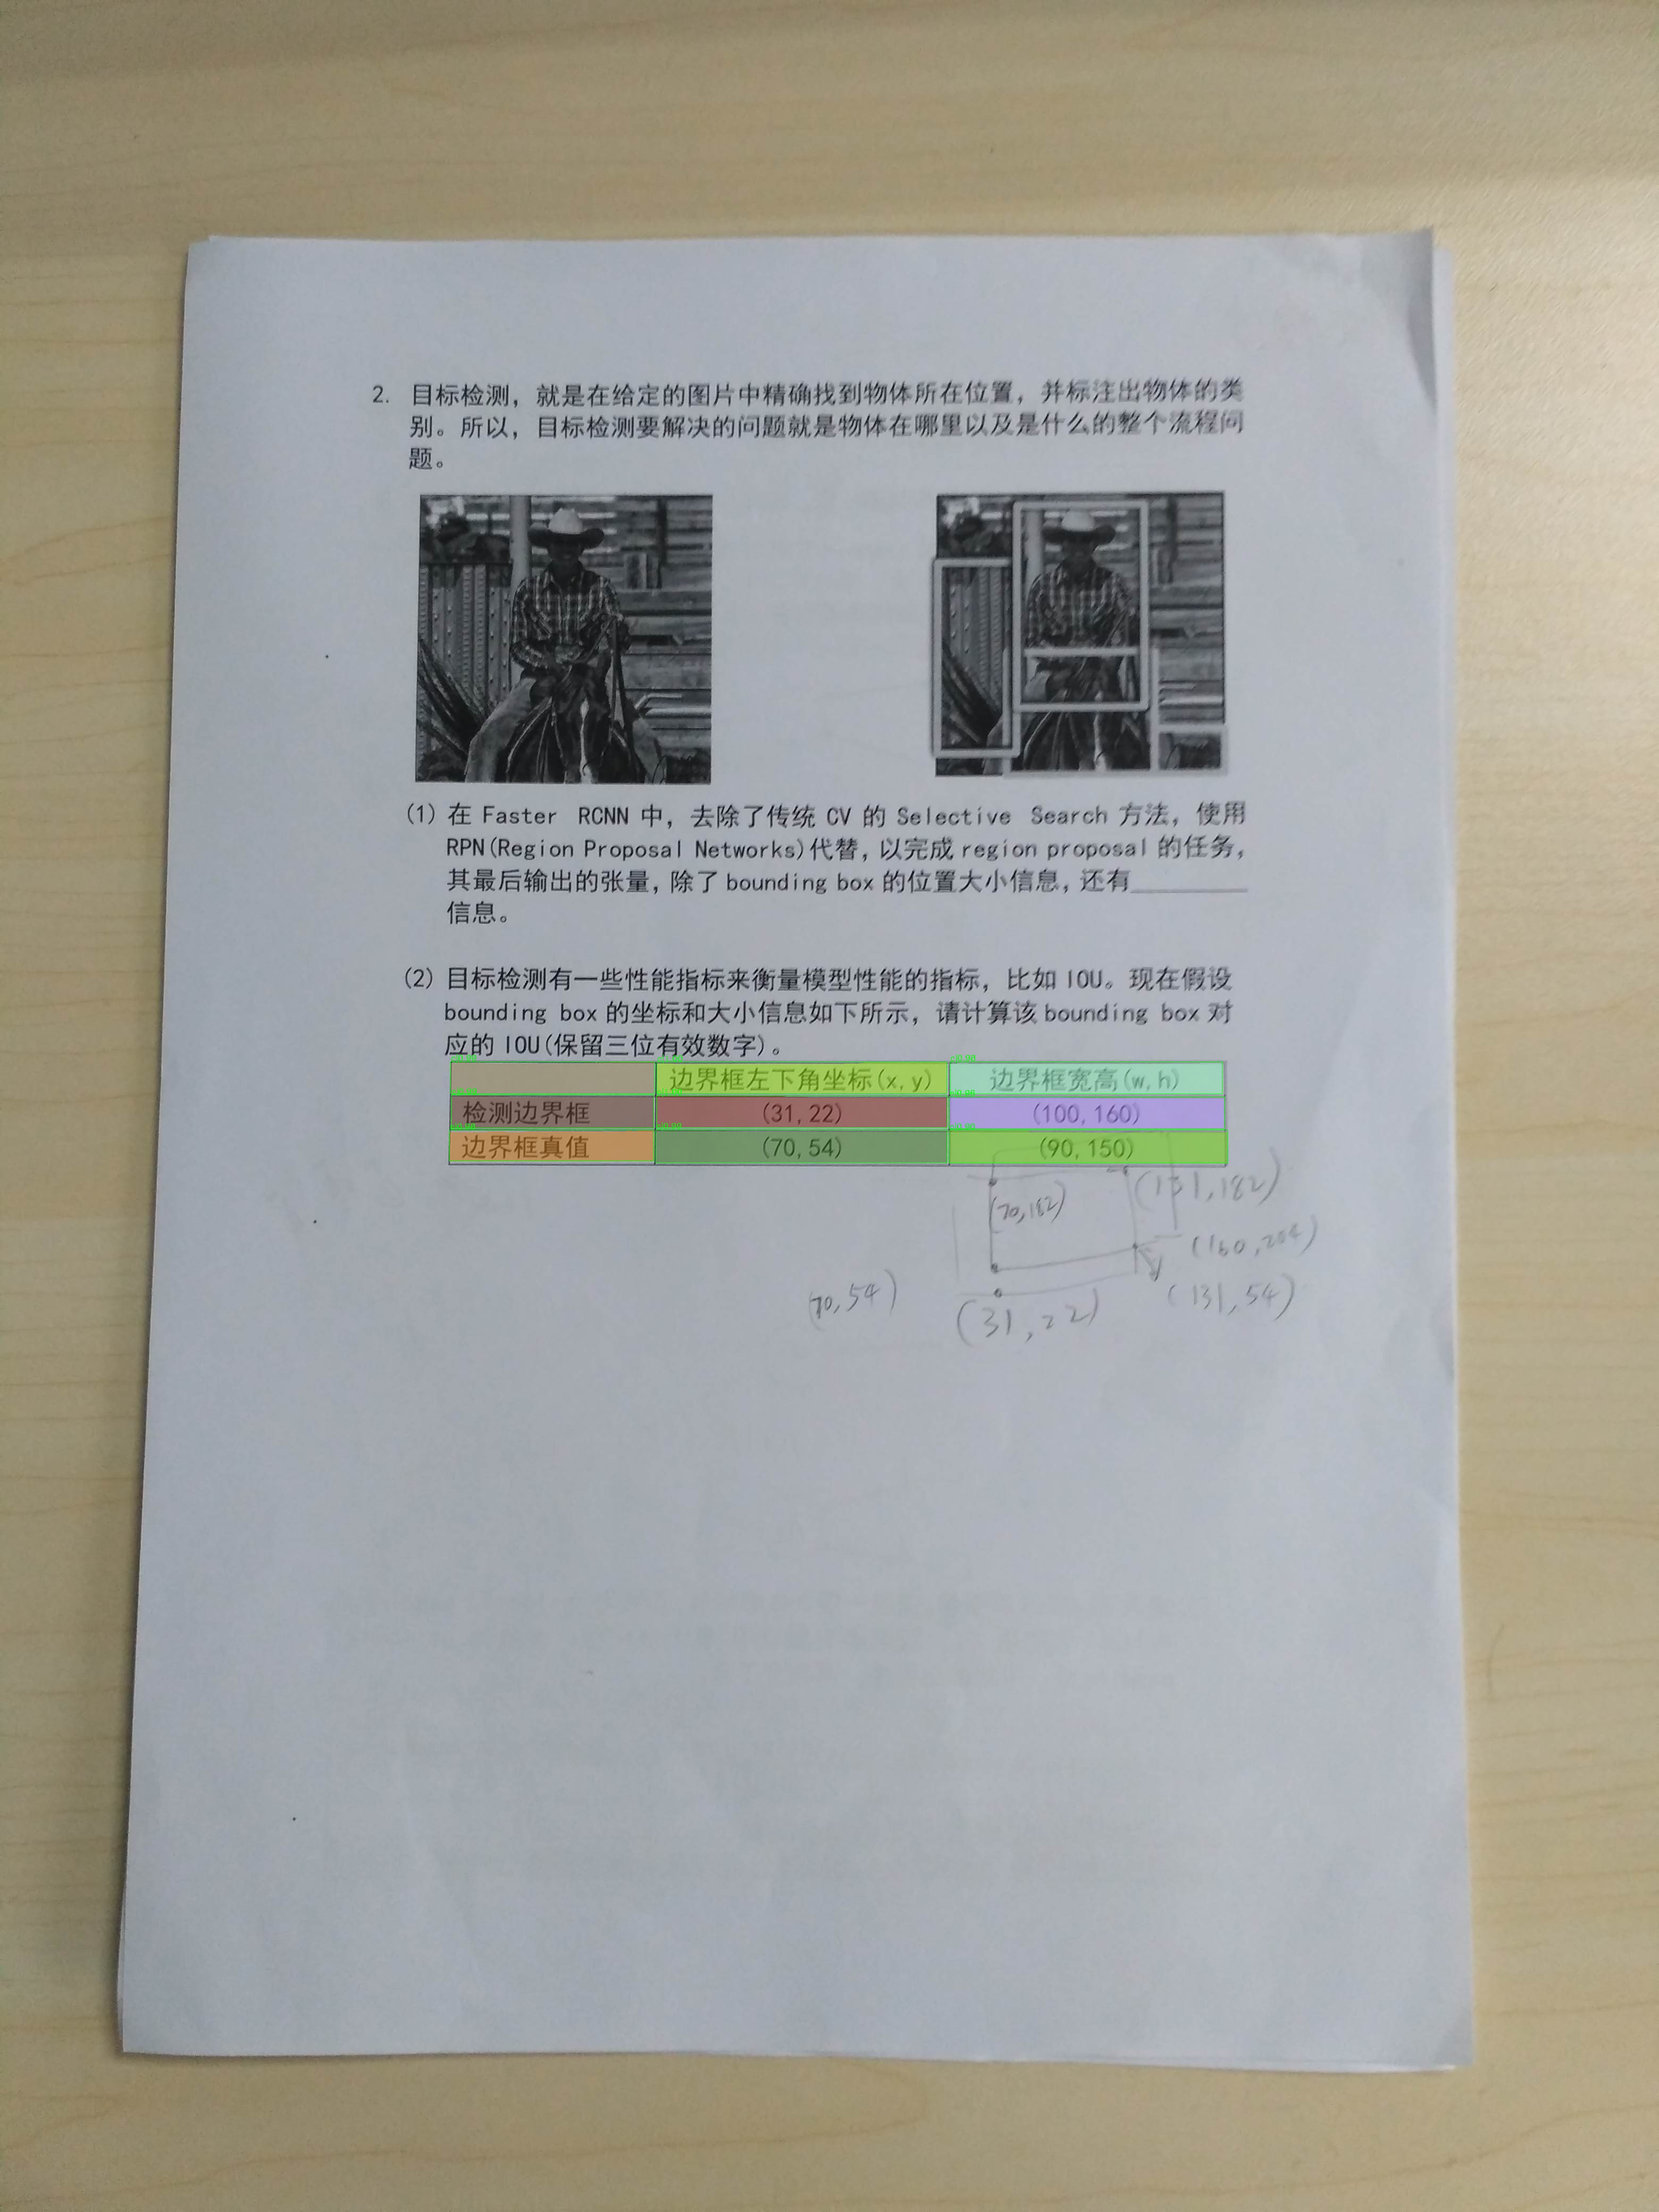 2. 目标检测，就是在给定的图片中精确找到物体所在位置，并标注出物体的类
别。所以，目标检测要解决的问题就是物体在哪里以及是什么的整个流程问
题。
(1) 在 Faster RCNN 中，去除了传统 CV 的 Selective Search 方法，使用
RPN(Region Proposal Networks)代替，以完成 region proposal 的任务，
其最后输出的张量，除了 bounding box 的位置大小信息，还有________
信息。
(2) 目标检测有一些性能指标来衡量模型性能的指标，比如 IOU。现在假设
bounding box 的坐标和大小信息如下所示，请计算该 bounding box 对
应的 IOU(保留三位有效数字)。
边界框左下角坐标(x,y) 边界框宽高(w,h)
检测边界框 (31,22) (100,160)
边界框真值 (70,54) (90,150)
(131,182)
(70,182)
(160,204)
(70,54)
(131,54)
(31,22)